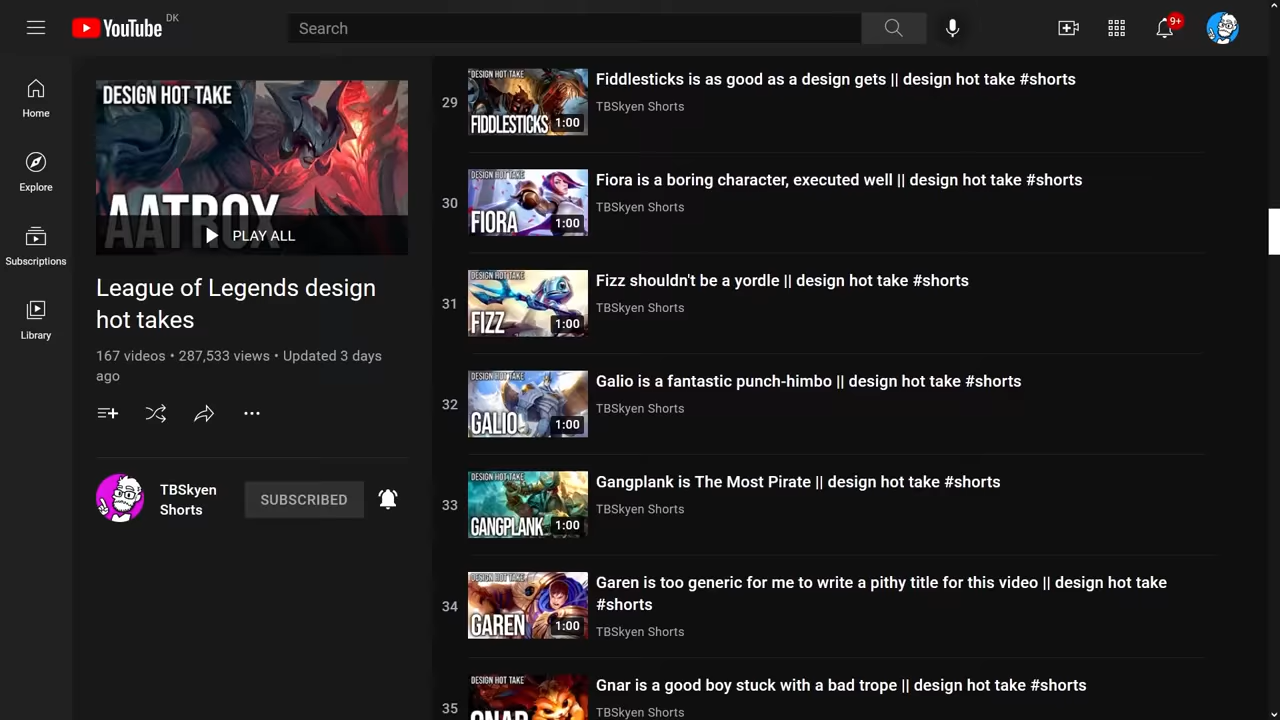 YouTube
DK
Search
9+
Home
Explore
Subscriptions
Library
DESIGN HOT TAKE
AATROX
PLAY ALL
League of Legends design
hot takes
167 videos • 287,533 views • Updated 3 days
ago
TBSkyen
Shorts
SUBSCRIBED
29
DESIGN HOT TAKE
FIDDLESTICKS
1:00
Fiddlesticks is as good as a design gets || design hot take #shorts
TBSkyen Shorts
30
DESIGN HOT TAKE
FIORA
1:00
Fiora is a boring character, executed well || design hot take #shorts
TBSkyen Shorts
31
DESIGN HOT TAKE
FIZZ
1:00
Fizz shouldn't be a yordle || design hot take #shorts
TBSkyen Shorts
32
DESIGN HOT TAKE
GALIO
1:00
Galio is a fantastic punch-himbo || design hot take #shorts
TBSkyen Shorts
33
DESIGN HOT TAKE
GANGPLANK
1:00
Gangplank is The Most Pirate || design hot take #shorts
TBSkyen Shorts
34
DESIGN HOT TAKE
GAREN
1:00
Garen is too generic for me to write a pithy title for this video || design hot take
#shorts
TBSkyen Shorts
35
DESIGN HOT TAKE
GNAR
Gnar is a good boy stuck with a bad trope || design hot take #shorts
TBSkyen Shorts